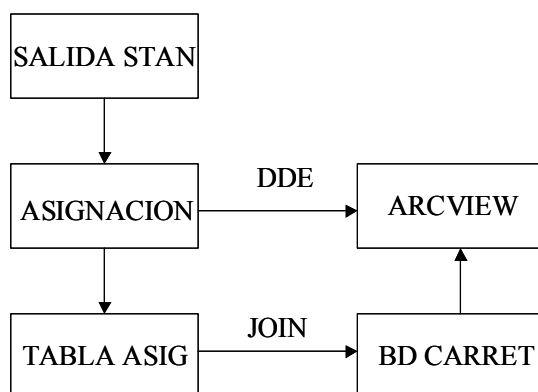 SALIDA STAN
ASIGNACION
DDE
ARCVIEW
TABLA ASIG
JOIN
BD CARRET